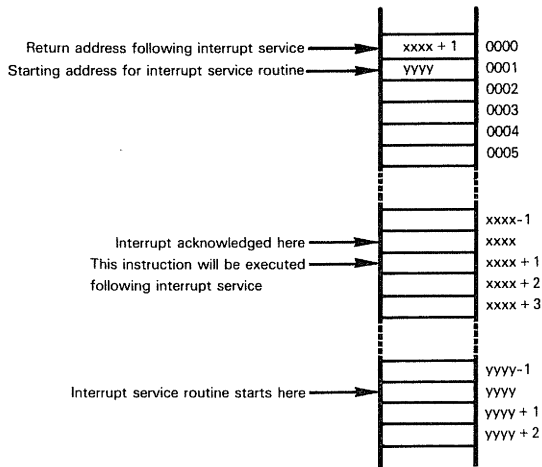 Return address following interrupt service xxxx + 1 0000
Starting address for interrupt service routine yyyy 0001
0002
0003
0004
0005
xxxx-1
Interrupt acknowledged here xxxx
This instruction will be executed xxxx + 1
following interrupt service xxxx + 2
xxxx + 3
yyyy-1
Interrupt service routine starts here yyyy
yyyy + 1
yyyy + 2